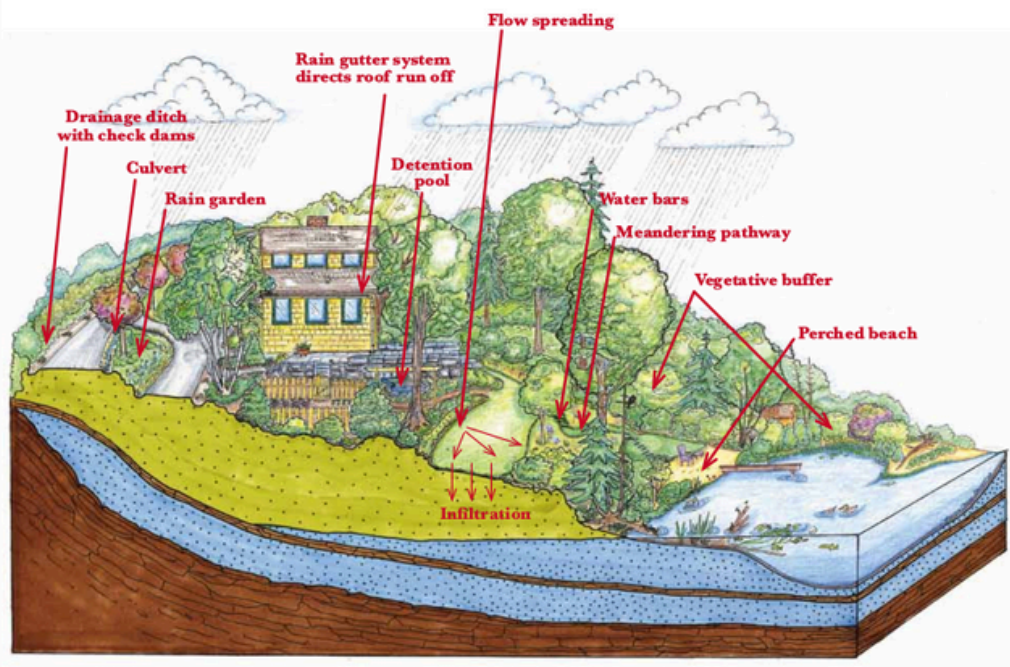 Flow spreading
Rain gutter system
directs roof run off
Drainage ditch
with check dams
Culvert
Rain garden
Detention
pool
Water bars
Meandering pathway
Vegetative buffer
Perched beach
Infiltration